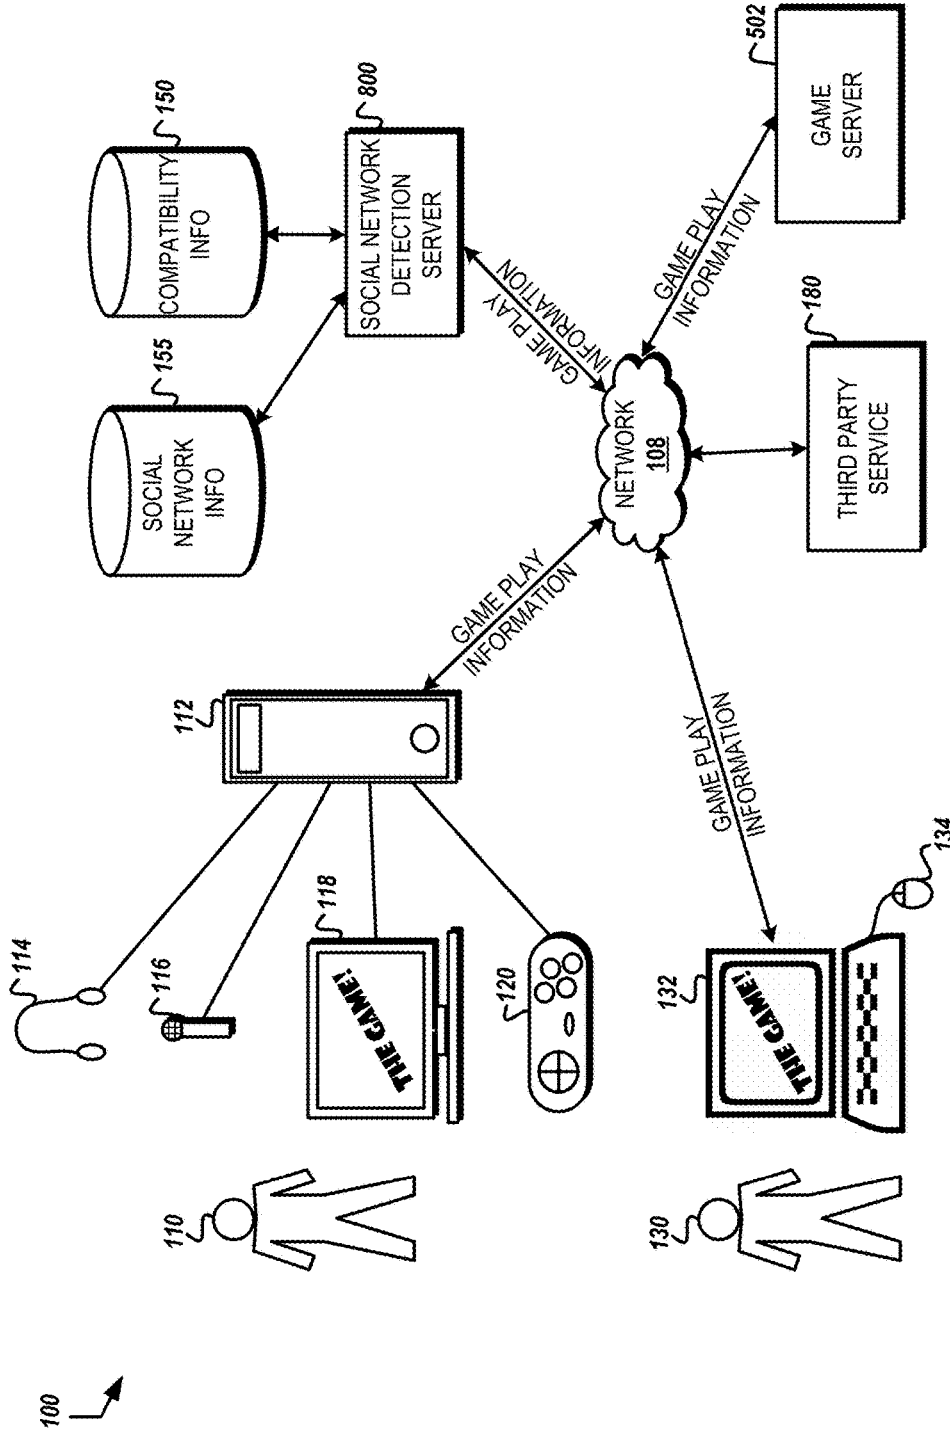 100
110
114
116
118
THE GAME!
120
112
GAME PLAY
INFORMATION
155
SOCIAL
NETWORK
INFO
150
COMPATIBILITY
INFO
800
SOCIAL NETWORK
DETECTION
SERVER
GAME PLAY
INFORMATION
NETWORK
108
130
132
THE GAME!
134
GAME PLAY
INFORMATION
180
THIRD PARTY
SERVICE
GAME PLAY
INFORMATION
502
GAME
SERVER